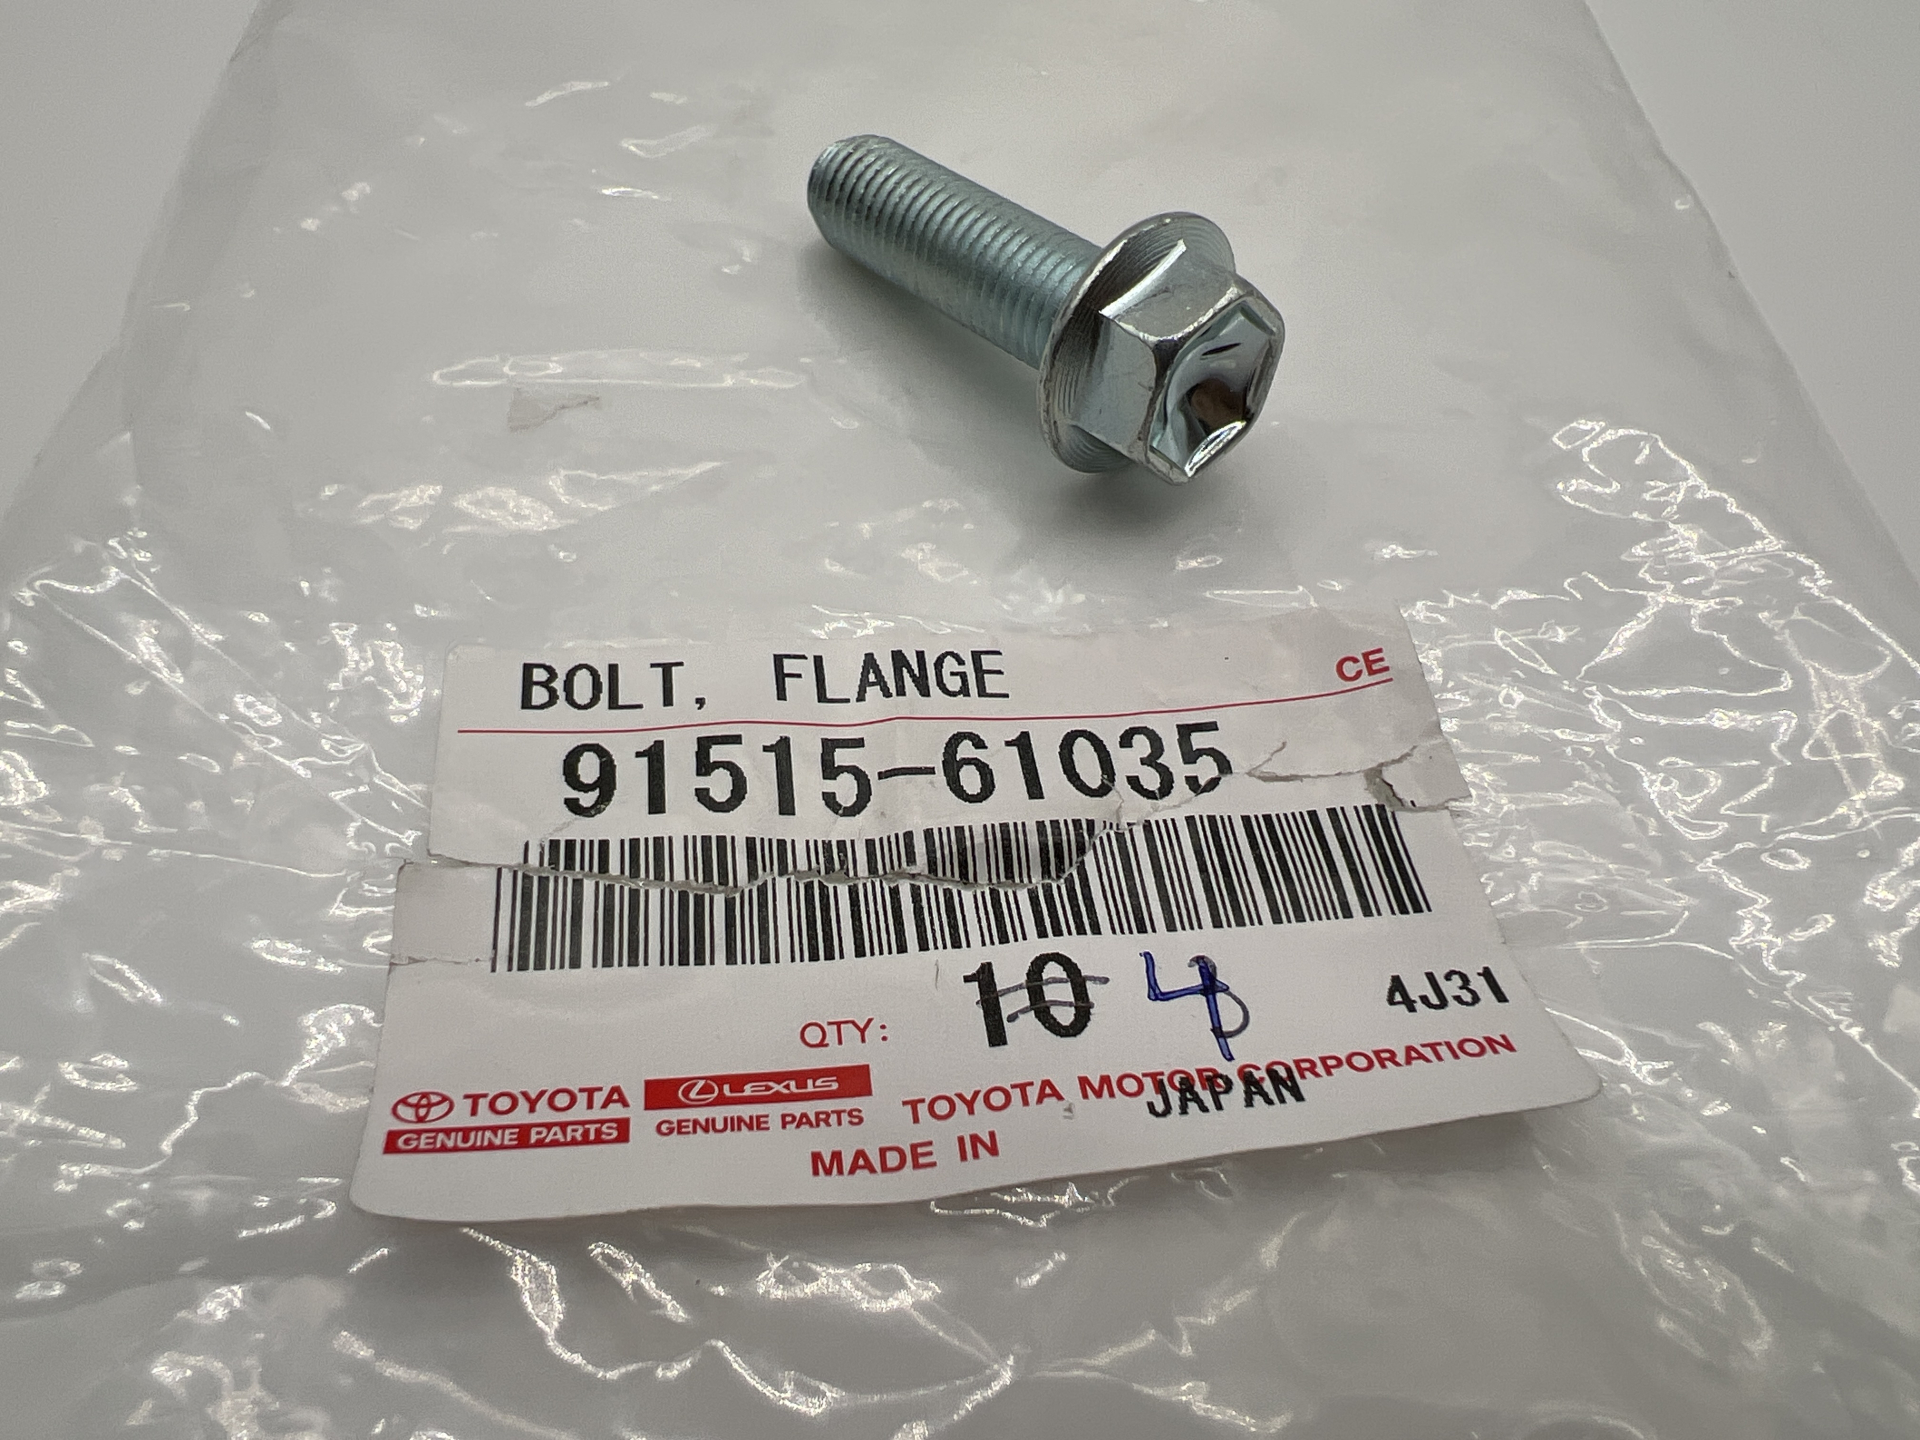 BOLT, FLANGE CE
91515-61035
QTY: 10 4 4J31
TOYOTA LEXUS TOYOTA MOTOR CORPORATION
GENUINE PARTS GENUINE PARTS
MADE IN JAPAN